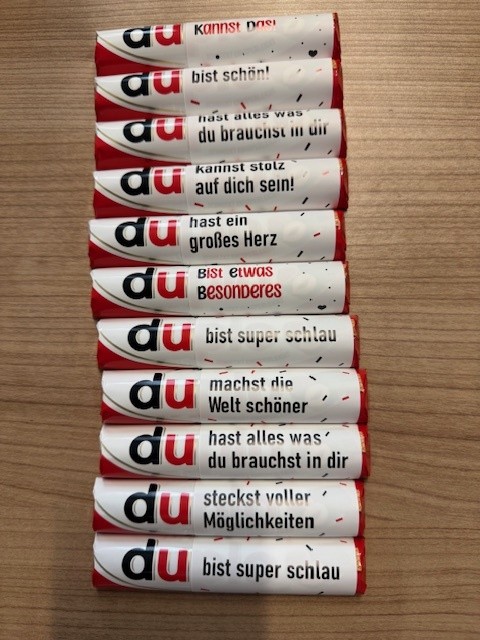 du kannst das!
du bist schön!
du hast alles was
du brauchst in dir
du kannst stolz
auf dich sein!
du hast ein
großes Herz
du Bist Etwas
Besonderes
du bist super schlau
du machst die
Welt schöner
du hast alles was
du brauchst in dir
du steckst voller
Möglichkeiten
du bist super schlau